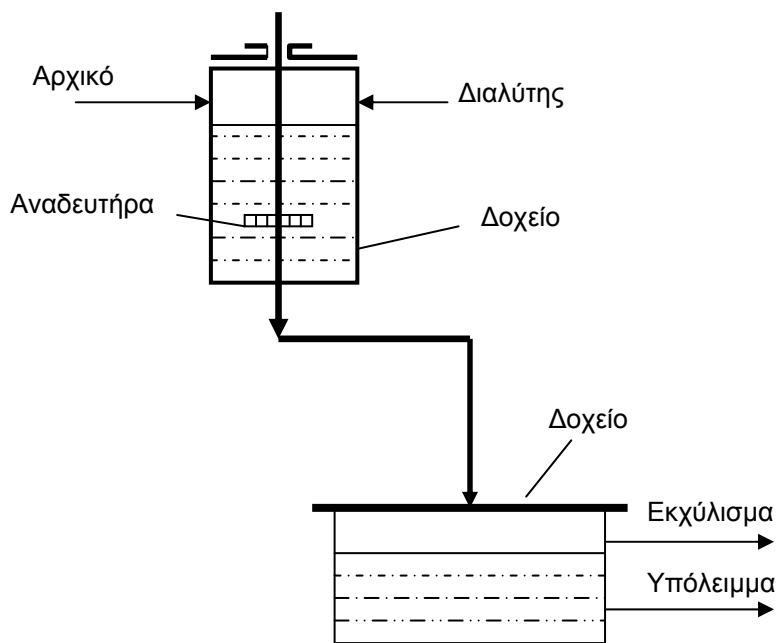 Αρχικό
Διαλύτης
Αναδευτήρα
Δοχείο
Δοχείο
Εκχύλισμα
Υπόλειμμα